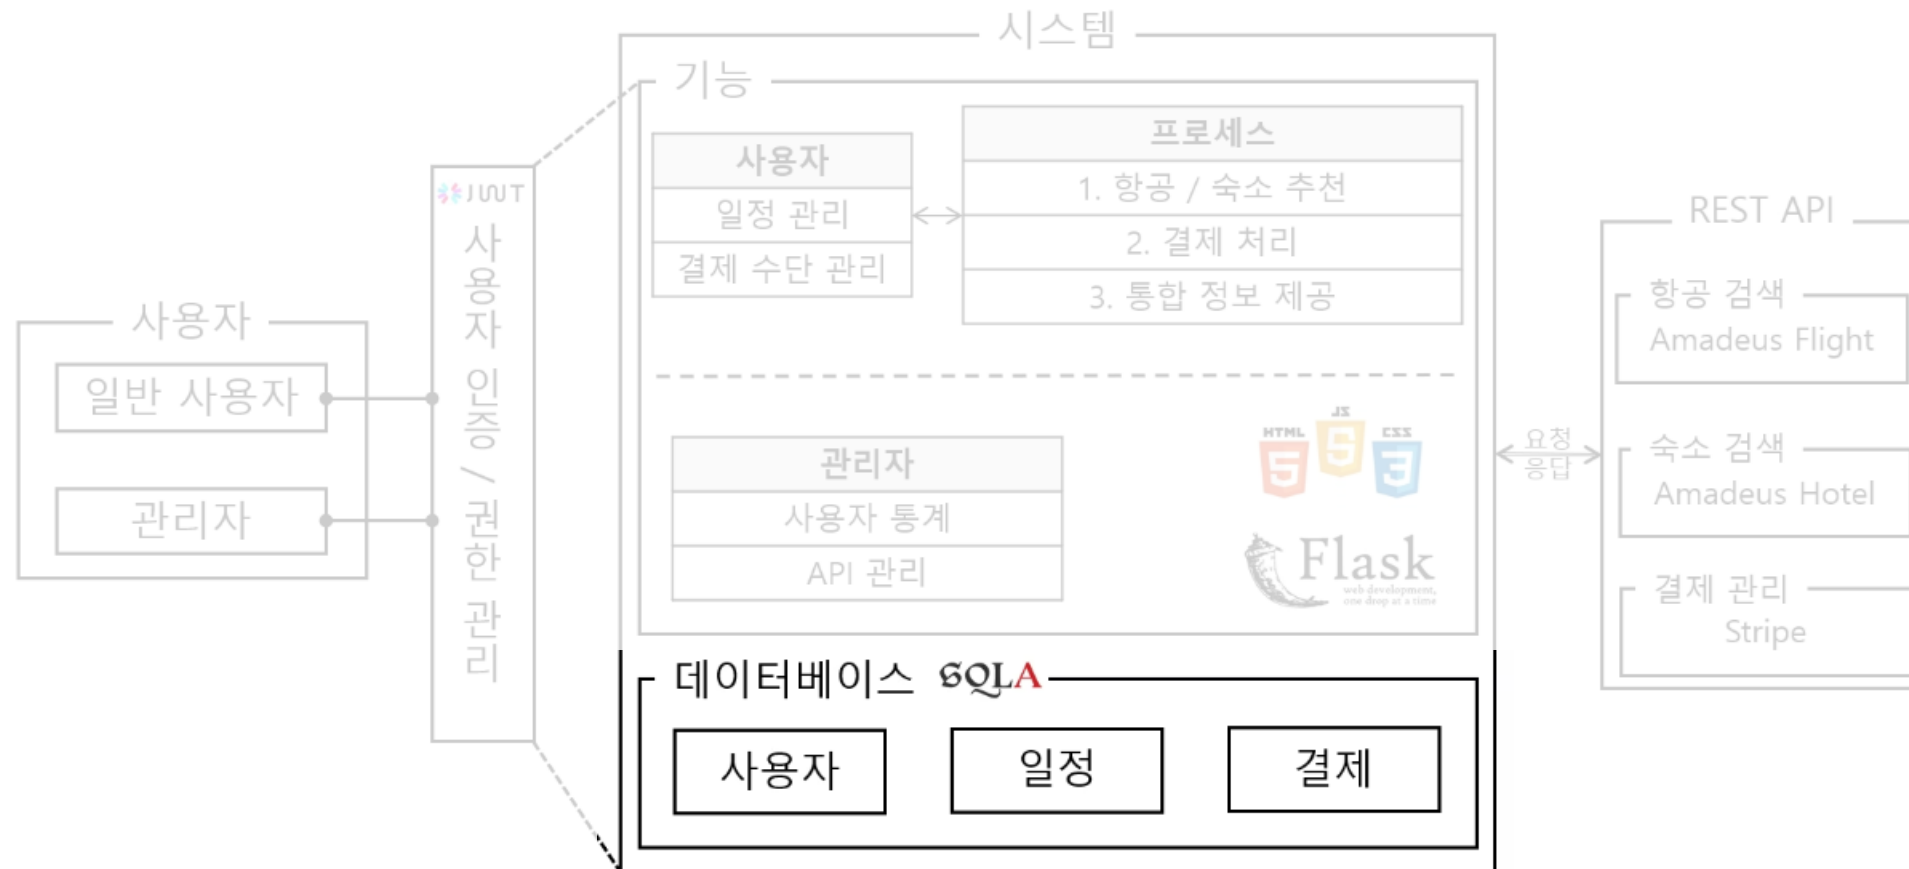 시스템
기능
사용자
일정 관리
결제 수단 관리
프로세스
1. 항공 / 숙소 추천
2. 결제 처리
3. 통합 정보 제공
JWT
사용자 인증 / 권한 관리
사용자
일반 사용자
관리자
관리자
사용자 통계
API 관리
HTML
JS
CSS
Flask
web development,
one drop at a time
요청
응답
REST API
항공 검색
Amadeus Flight
숙소 검색
Amadeus Hotel
결제 관리
Stripe
데이터베이스 SQLA
사용자
일정
결제